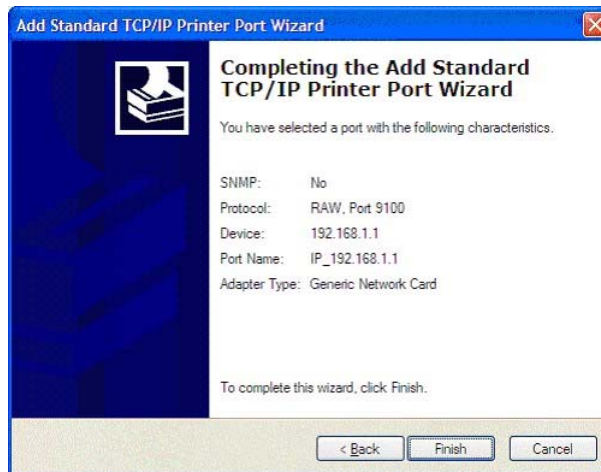 Add Standard TCP/IP Printer Port Wizard
Completing the Add Standard
TCP/IP Printer Port Wizard
You have selected a port with the following characteristics.
SNMP: No
Protocol: RAW, Port 9100
Device: 192.168.1.1
Port Name: IP_192.168.1.1
Adapter Type: Generic Network Card
To complete this wizard, click Finish.
< Back Finish Cancel